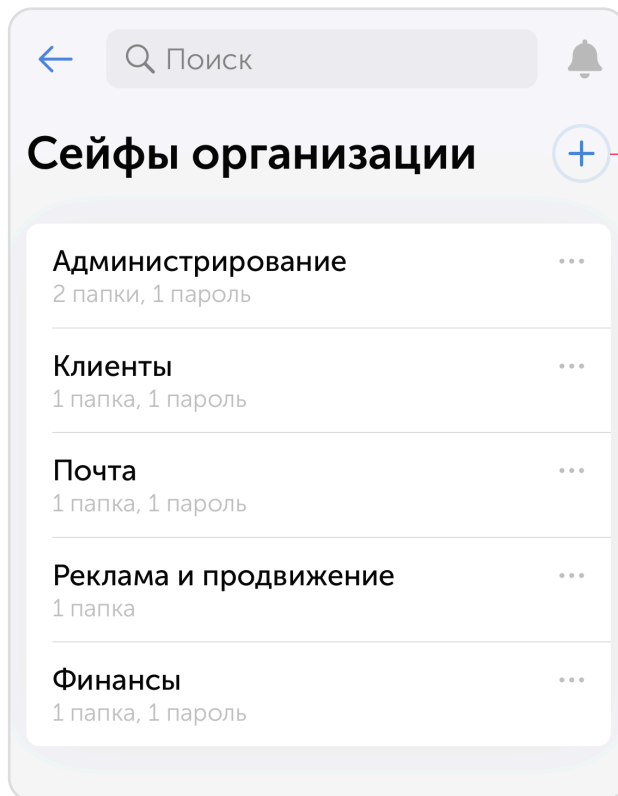 Поиск
Сейфы организации
Администрирование
2 папки, 1 пароль
Клиенты
1 папка, 1 пароль
Почта
1 папка, 1 пароль
Реклама и продвижение
1 папка
Финансы
1 папка, 1 пароль